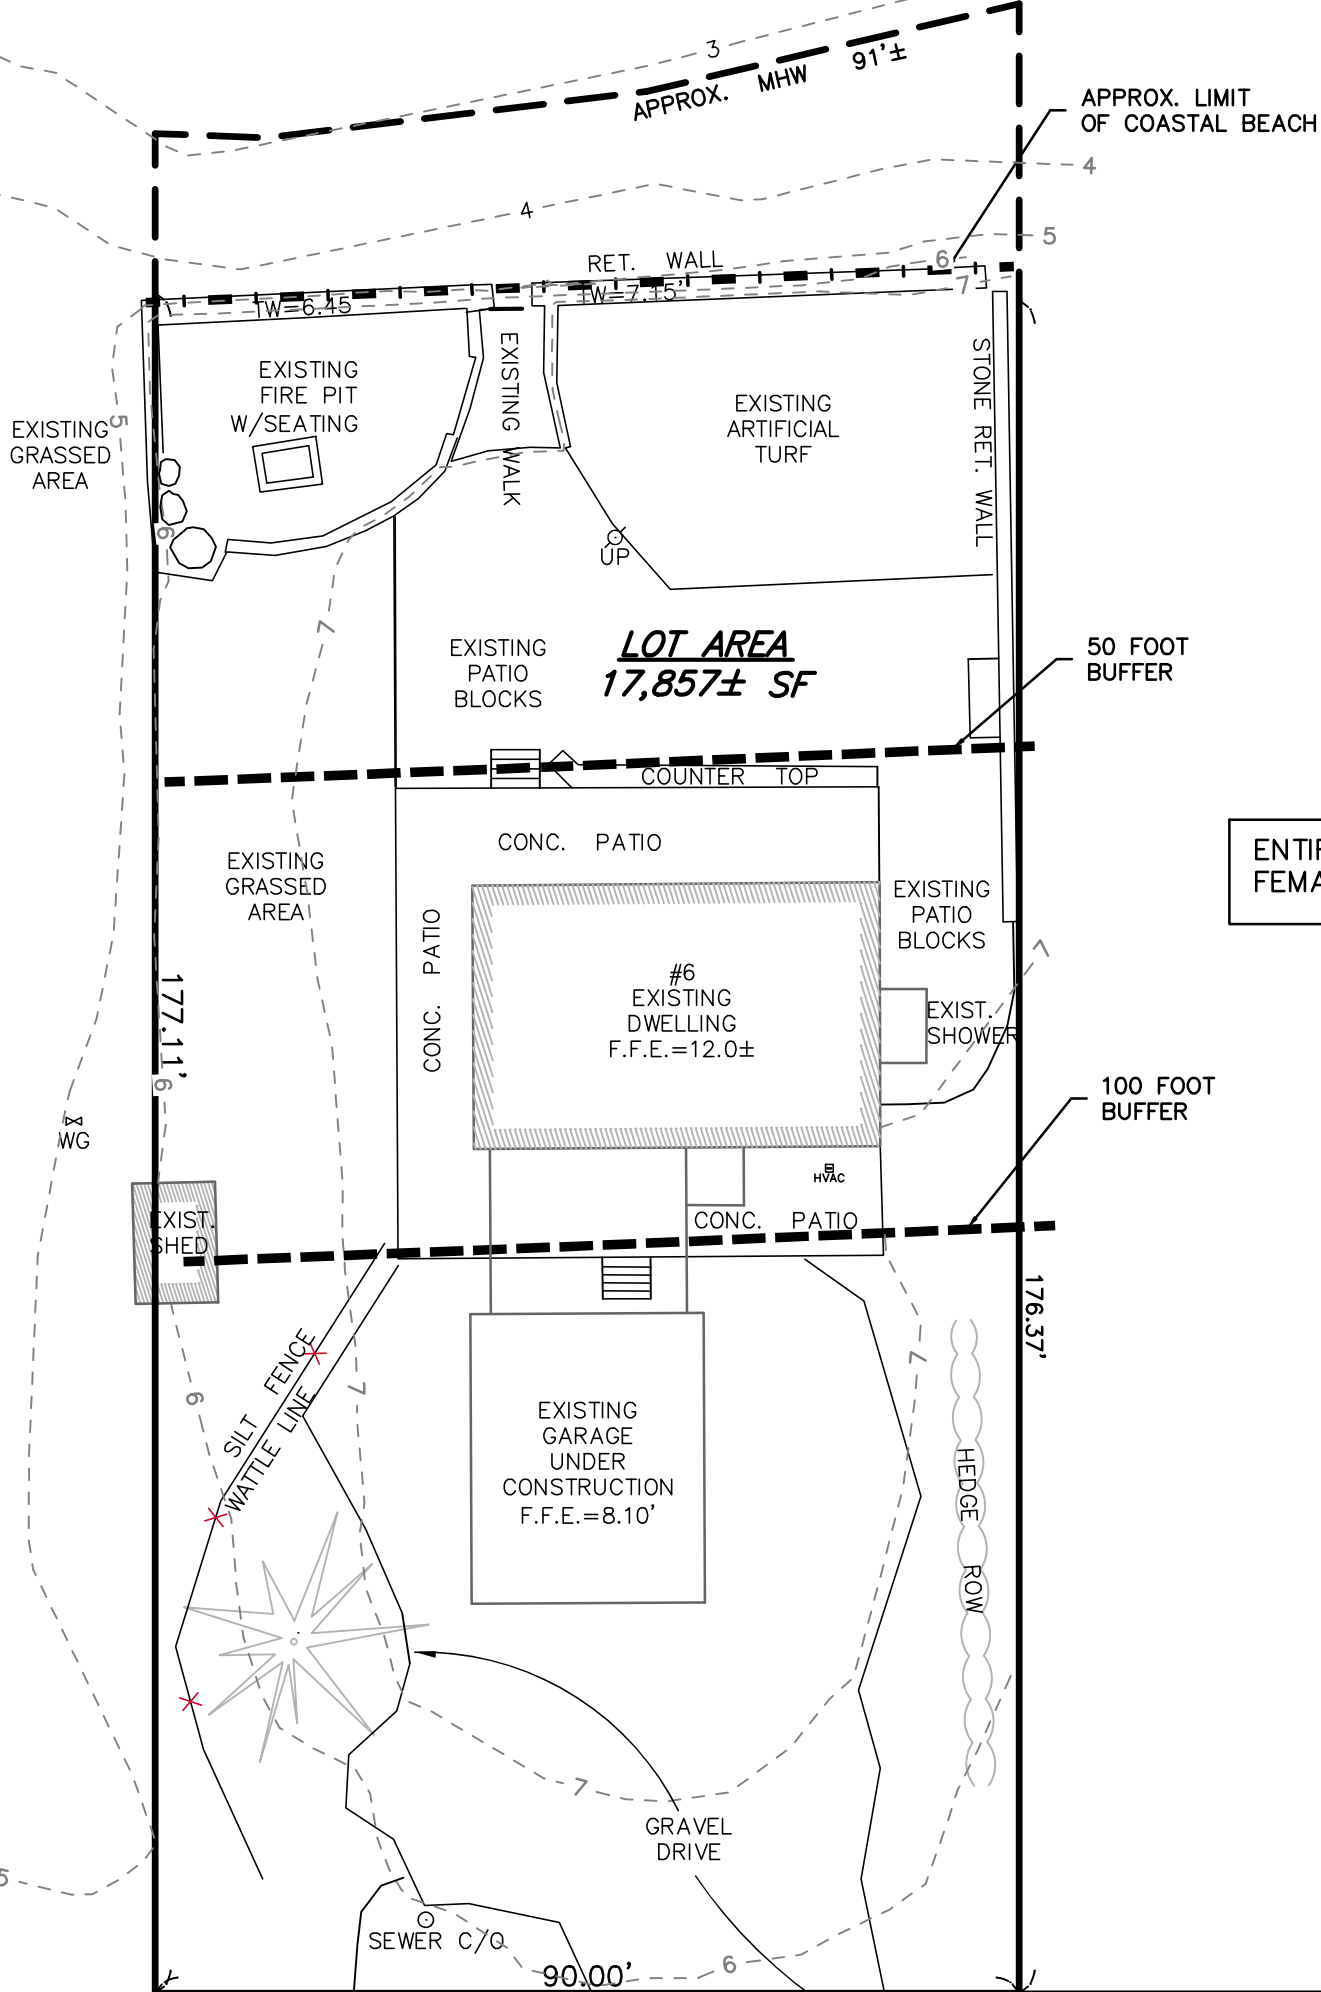 3
APPROX. MHW 91'±
APPROX. LIMIT
OF COASTAL BEACH
4
4
5
RET. WALL
6
7
TW=6.45
TW=7.15'
EXISTING
FIRE PIT
W/SEATING
EXISTING WALK
EXISTING
ARTIFICIAL
TURF
STONE RET. WALL
5
EXISTING
GRASSED
AREA
6
UP
7
EXISTING
PATIO
BLOCKS
LOT AREA
17,857± SF
50 FOOT
BUFFER
COUNTER TOP
CONC. PATIO
EXISTING
GRASSED
AREA
CONC. PATIO
EXISTING
PATIO
BLOCKS
7
177.11'
#6
EXISTING
DWELLING
F.F.E.=12.0±
EXIST.
SHOWER
6
WG
100 FOOT
BUFFER
HVAC
EXIST.
SHED
CONC. PATIO
176.37'
SILT FENCE
WATTLE LINE
6
7
7
EXISTING
GARAGE
UNDER
CONSTRUCTION
F.F.E.=8.10'
HEDGE ROW
7
GRAVEL
DRIVE
5
SEWER C/O
6
90.00'